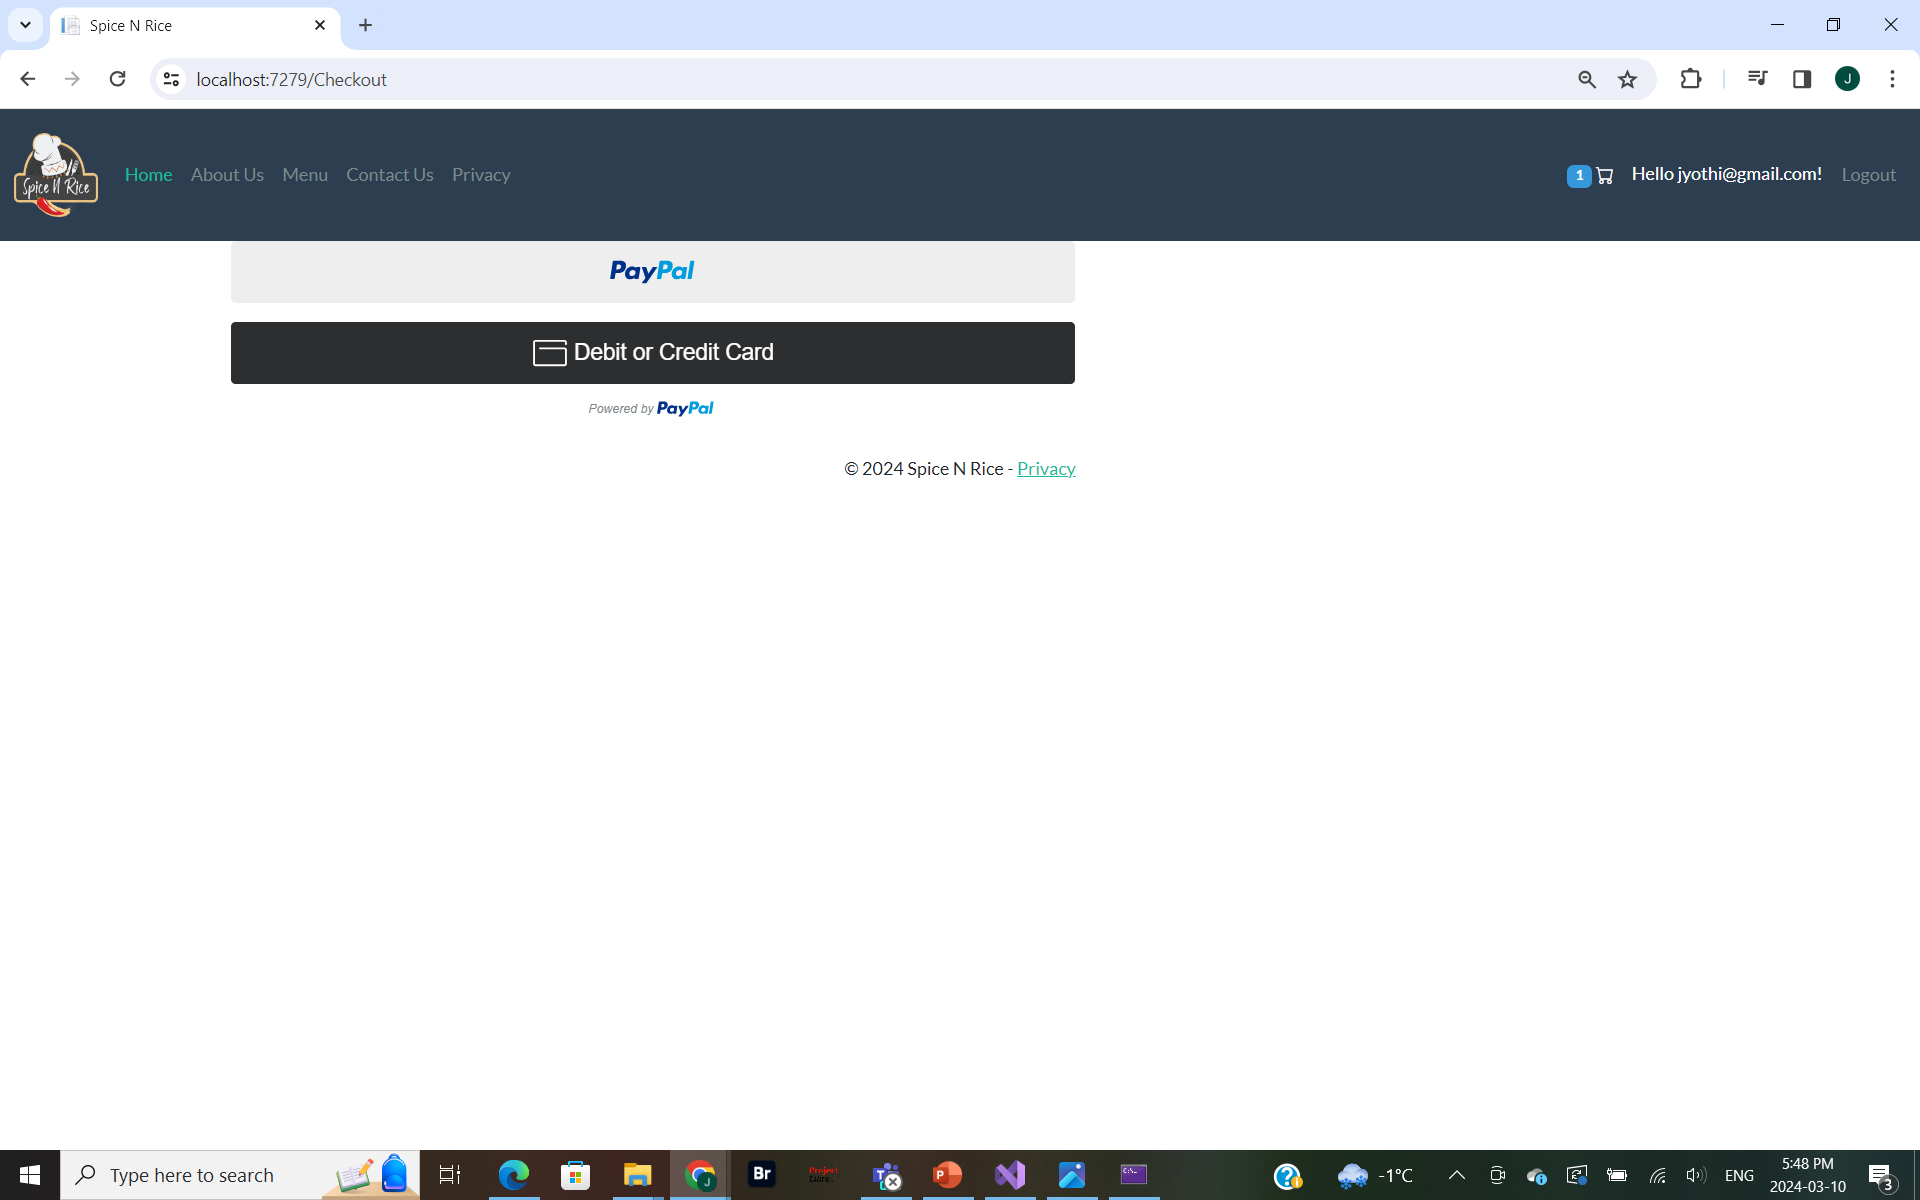 Spice N Rice
localhost:7279/Checkout
J
Spice N Rice
Home About Us Menu Contact Us Privacy
1 Hello jyothi@gmail.com! Logout
PayPal
Debit or Credit Card
Powered by PayPal
© 2024 Spice N Rice - Privacy
Type here to search
J
Br
Project
Libre
T
P
C:\
-1°C
ENG
5:48 PM
2024-03-10
3